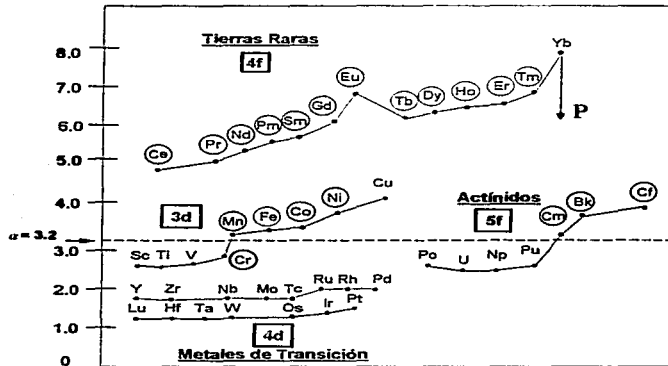 Tierras Raras
4f
8.0
7.0
6.0
5.0
4.0
α = 3.2
3.0
2.0
1.0
0
Ce Pr Nd Pm Sm Gd Eu Tb Dy Ho Er Tm Yb
P
3d
Sc Ti V Cr Mn Fe Co Ni Cu
Actínidos
5f
Po U Np Pu Cm Bk Cf
Y Zr Nb Mo Tc Ru Rh Pd
Lu Hf Ta W Os Ir Pt
4d
Metales de Transición